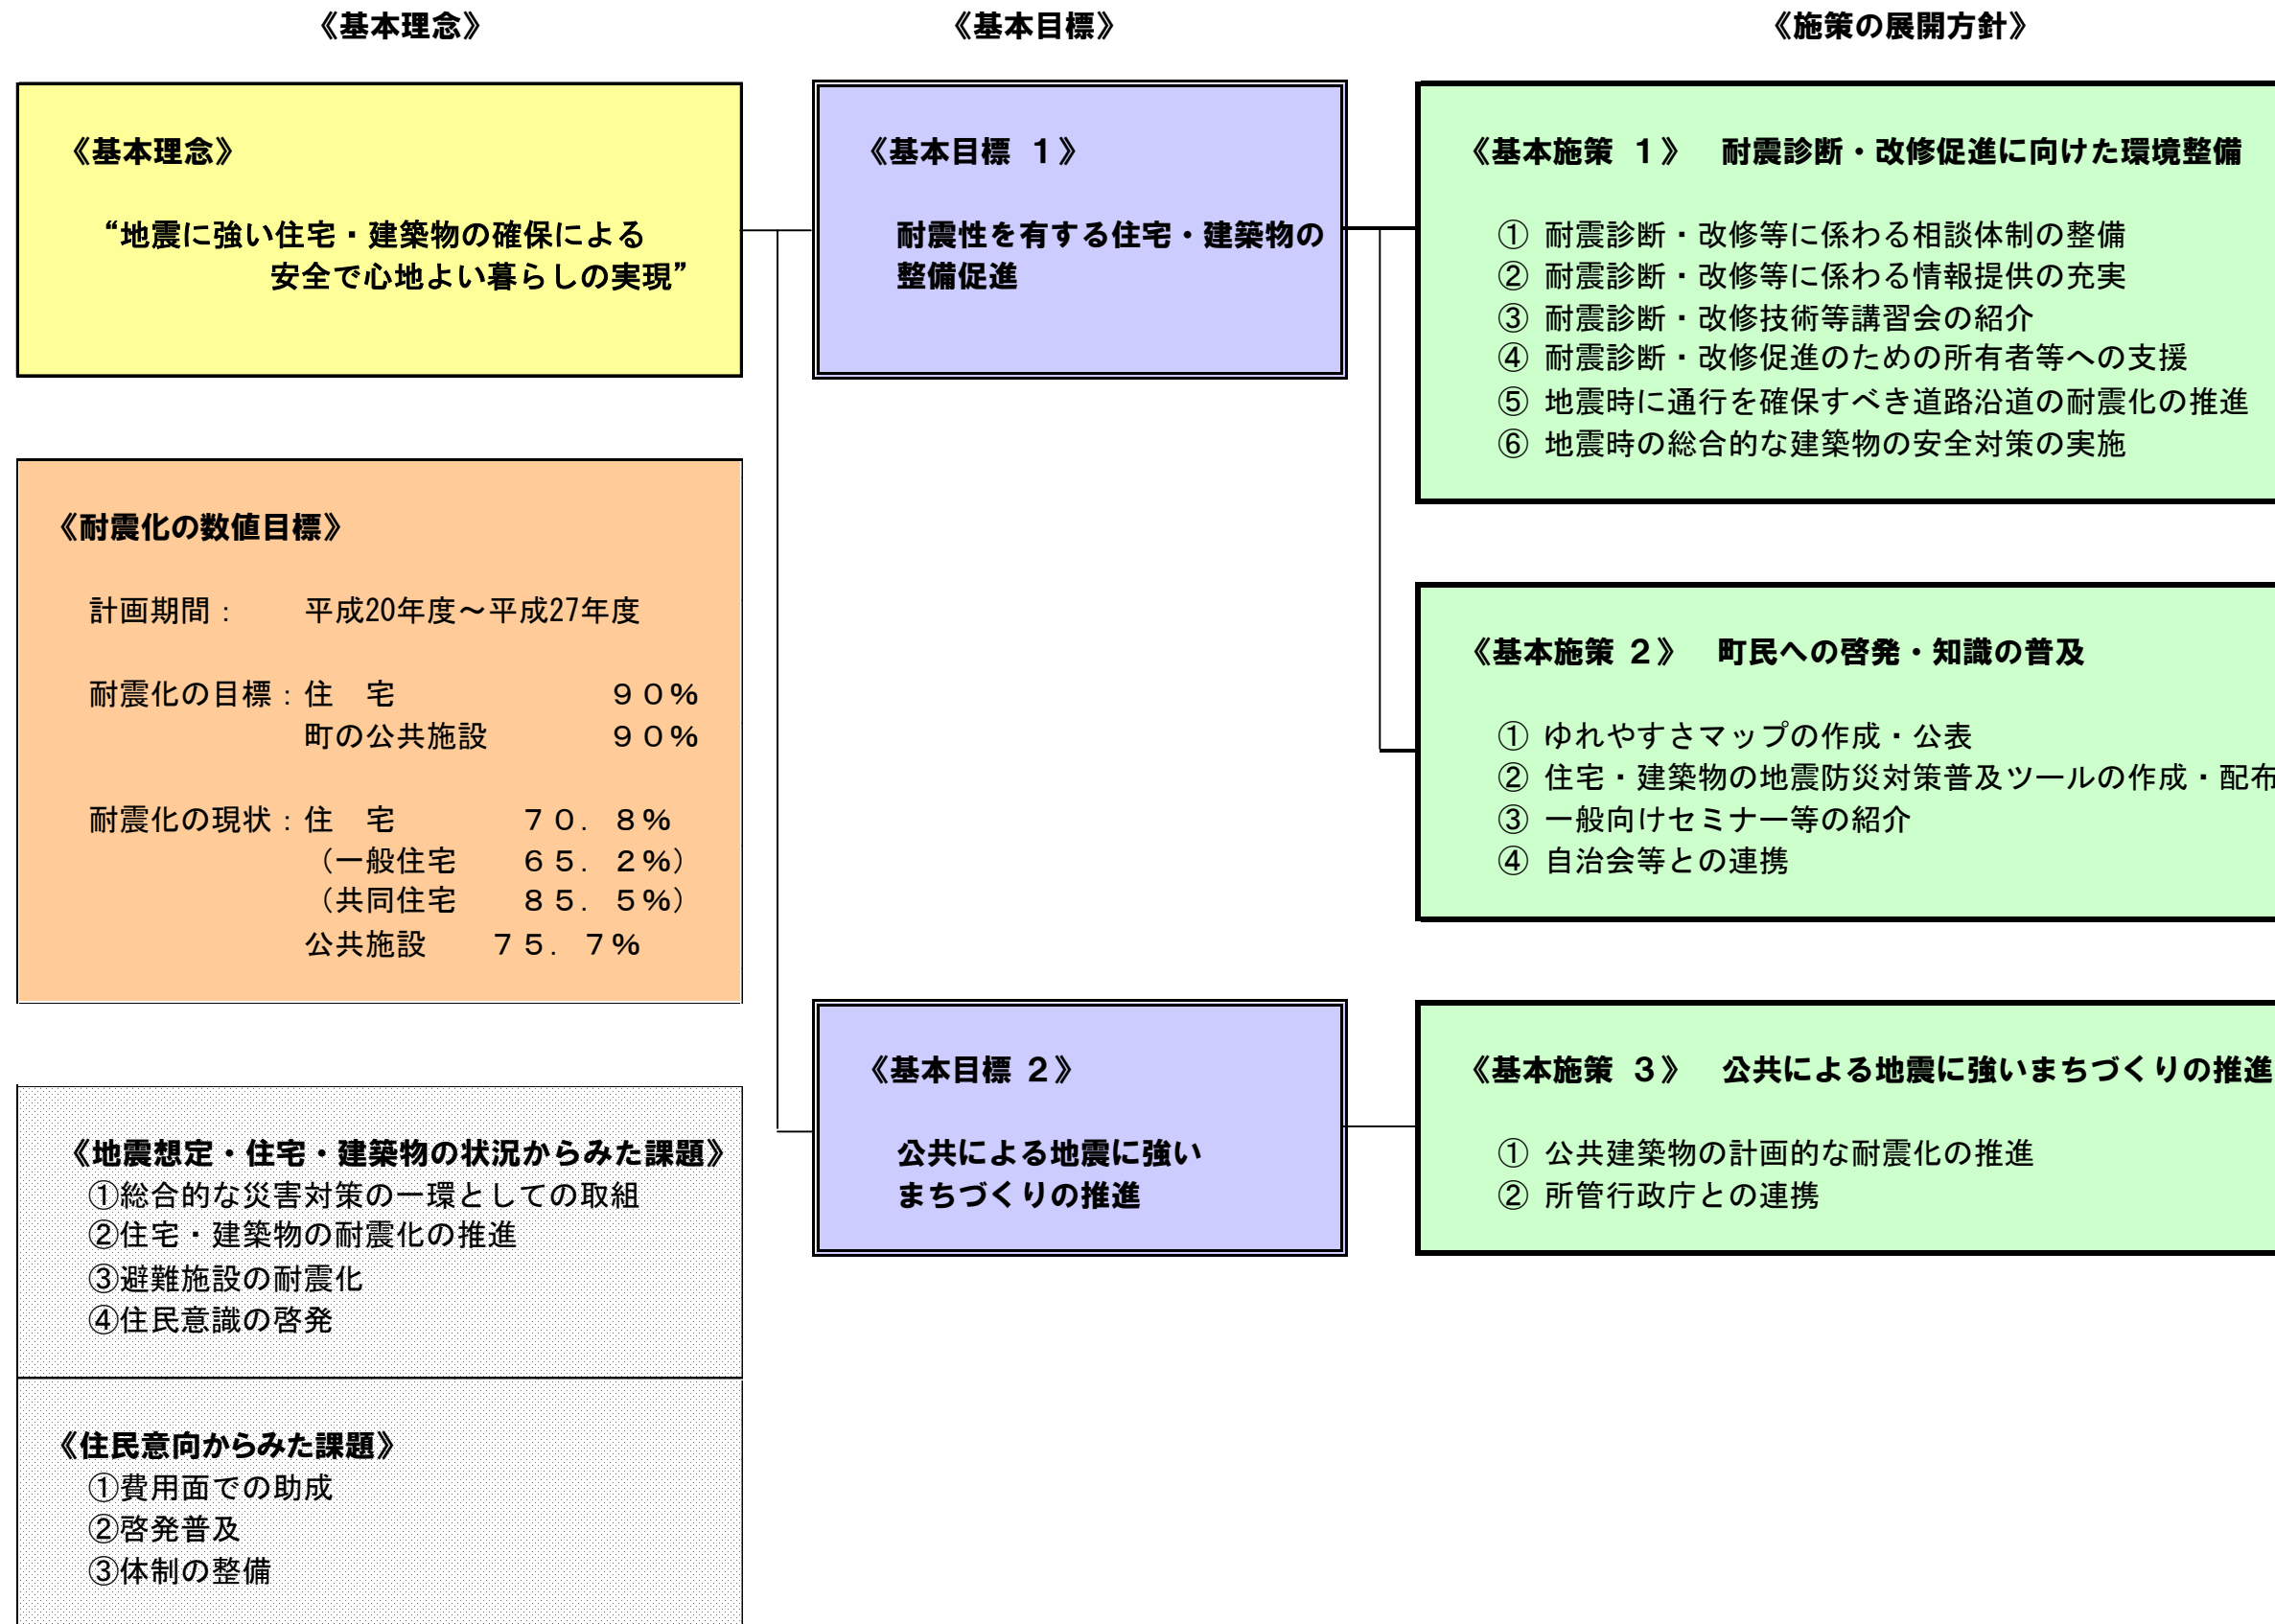 《基本理念》
《基本目標》
《施策の展開方針》
《基本理念》
“地震に強い住宅・建築物の確保による
安全で心地よい暮らしの実現”
《耐震化の数値目標》
計画期間： 平成20年度～平成27年度
耐震化の目標：住　宅　９０％
町の公共施設　９０％
耐震化の現状：住　宅　７０．８％
（一般住宅　６５．２％）
（共同住宅　８５．５％）
公共施設　７５．７％
《地震想定・住宅・建築物の状況からみた課題》
①総合的な災害対策の一環としての取組
②住宅・建築物の耐震化の推進
③避難施設の耐震化
④住民意識の啓発
《住民意向からみた課題》
①費用面での助成
②啓発普及
③体制の整備
《基本目標 １》
耐震性を有する住宅・建築物の
整備促進
《基本目標 ２》
公共による地震に強い
まちづくりの推進
《基本施策 １》　耐震診断・改修促進に向けた環境整備
① 耐震診断・改修等に係わる相談体制の整備
② 耐震診断・改修等に係わる情報提供の充実
③ 耐震診断・改修技術等講習会の紹介
④ 耐震診断・改修促進のための所有者等への支援
⑤ 地震時に通行を確保すべき道路沿道の耐震化の推進
⑥ 地震時の総合的な建築物の安全対策の実施
《基本施策 ２》　町民への啓発・知識の普及
① ゆれやすさマップの作成・公表
② 住宅・建築物の地震防災対策普及ツールの作成・配布
③ 一般向けセミナー等の紹介
④ 自治会等との連携
《基本施策 ３》　公共による地震に強いまちづくりの推進
① 公共建築物の計画的な耐震化の推進
② 所管行政庁との連携